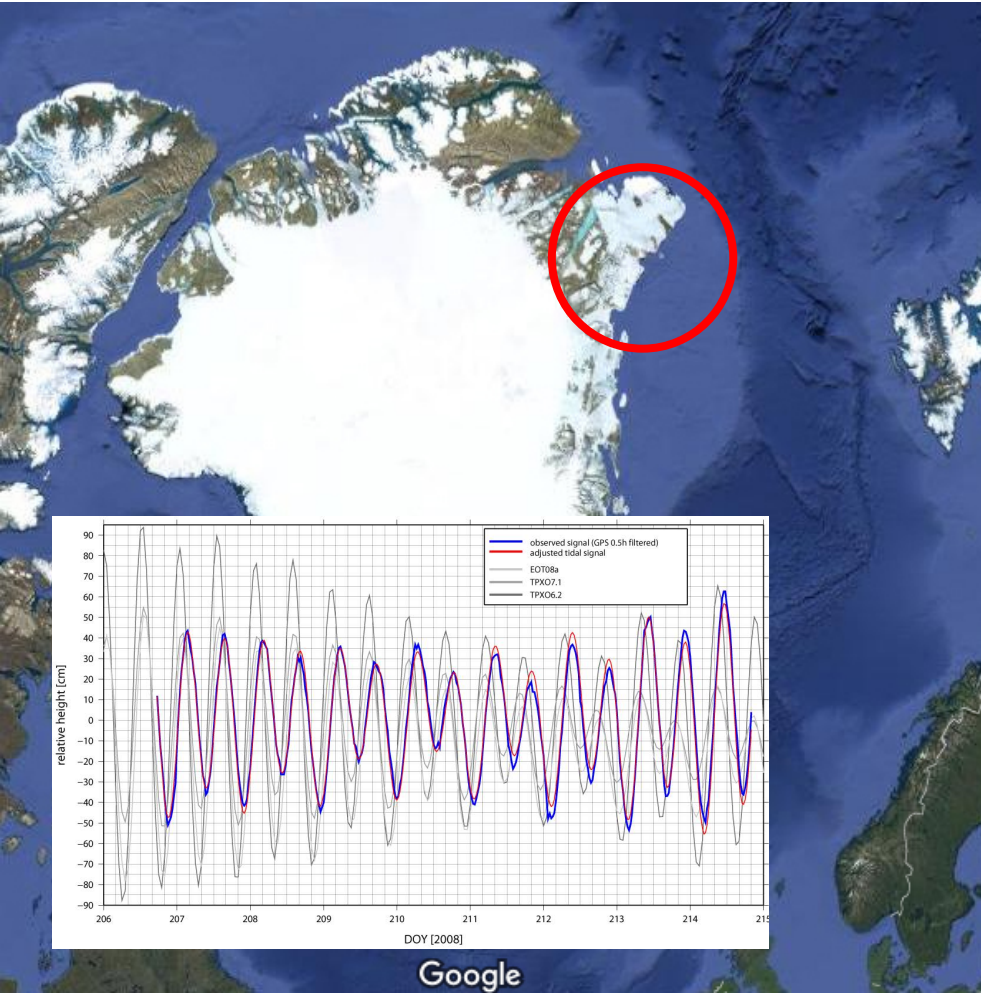 90
80
70
60
50
40
30
20
10
0
−10
−20
−30
−40
−50
−60
−70
−80
−90
relative height [cm]
observed signal (GPS 0.5h filtered)
adjusted tidal signal
EOT08a
TPXO7.1
TPXO6.2
206 207 208 209 210 211 212 213 214 215
DOY [2008]
Google